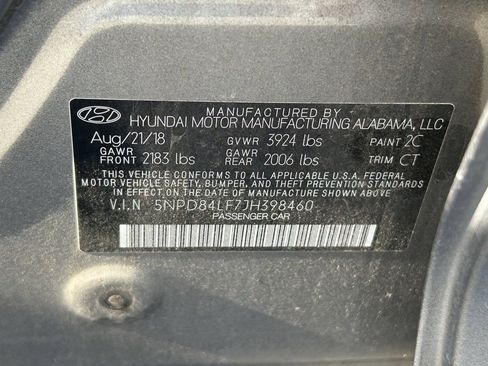 MANUFACTURED BY
HYUNDAI MOTOR MANUFACTURING ALABAMA, LLC
Aug/21/18 GVWR 3924 lbs PAINT 2C
GAWR FRONT 2183 lbs GAWR REAR 2006 lbs TRIM CT
THIS VEHICLE CONFORMS TO ALL APPLICABLE U.S.A. FEDERAL
MOTOR VEHICLE SAFETY, BUMPER, AND THEFT PREVENTION
STANDARDS IN EFFECT ON THE DATE OF MANUFACTURE SHOWN ABOVE.
V.I.N 5NPD84LF7JH398460
PASSENGER CAR